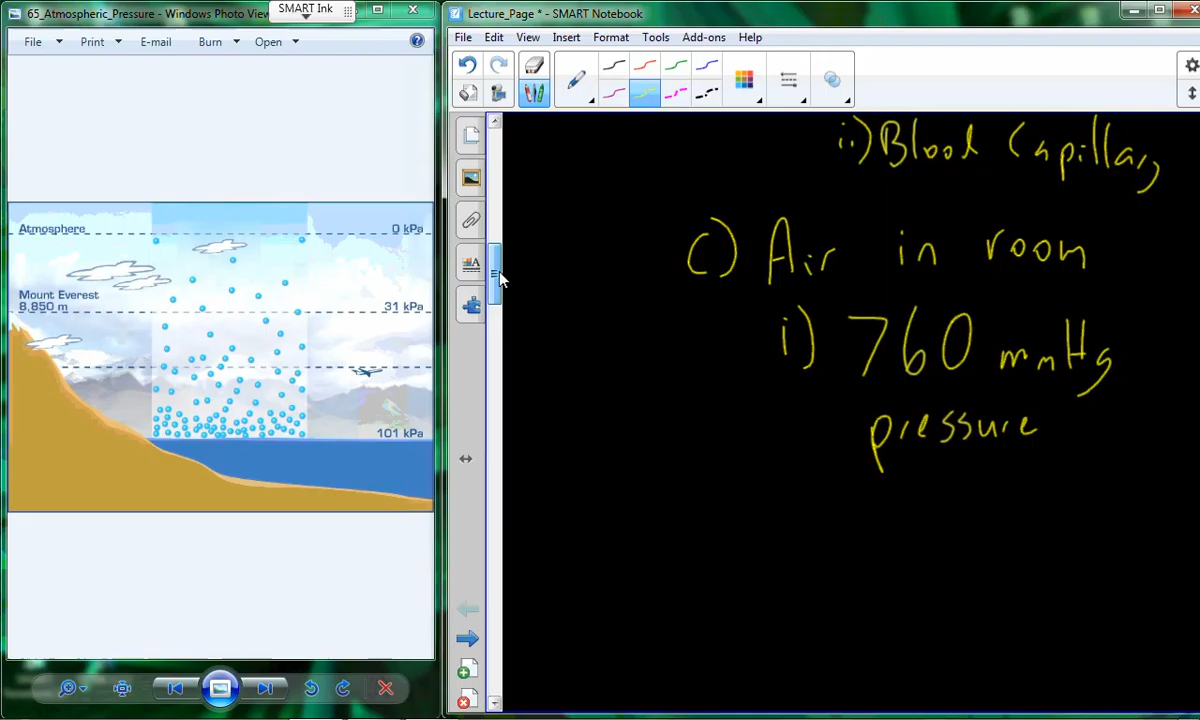 65_Atmospheric_Pressure - Windows Photo View
SMART Ink
File Print E-mail Burn Open
Atmosphere 0 kPa
Mount Everest
8,850 m 31 kPa
101 kPa
Lecture_Page * - SMART Notebook
File Edit View Insert Format Tools Add-ons Help
ii) Blood Capillary
C) Air in room
i) 760 mmHg
pressure